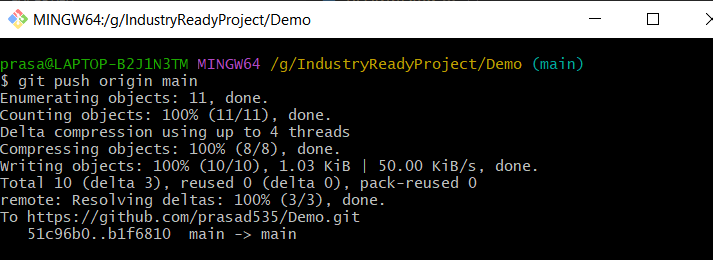 MINGW64:/g/IndustryReadyProject/Demo
prasa@LAPTOP-B2J1N3TM MINGW64 /g/IndustryReadyProject/Demo (main)
$ git push origin main
Enumerating objects: 11, done.
Counting objects: 100% (11/11), done.
Delta compression using up to 4 threads
Compressing objects: 100% (8/8), done.
Writing objects: 100% (10/10), 1.03 KiB | 50.00 KiB/s, done.
Total 10 (delta 3), reused 0 (delta 0), pack-reused 0
remote: Resolving deltas: 100% (3/3), done.
To https://github.com/prasad535/Demo.git
   51c96b0..b1f6810  main -> main